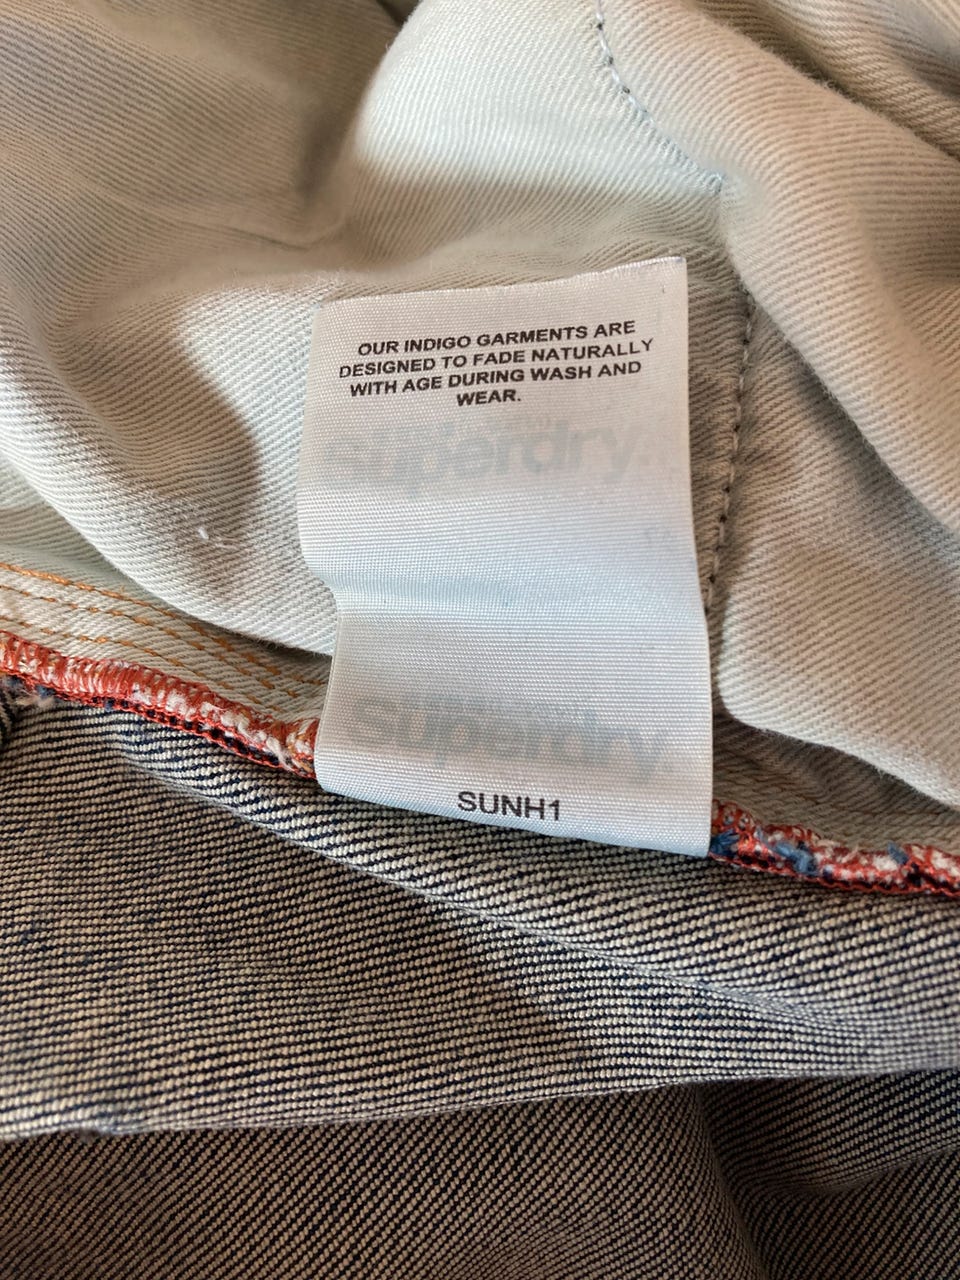 OUR INDIGO GARMENTS ARE
DESIGNED TO FADE NATURALLY
WITH AGE DURING WASH AND
WEAR.
Superdry.
Superdry.
SUNH1